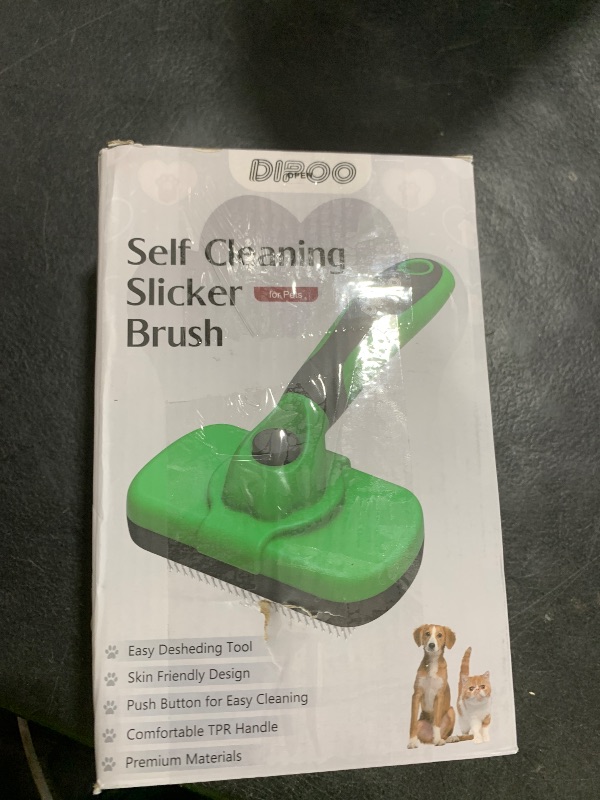 DIPOO
OPEN
Self Cleaning
Slicker for Pets
Brush
Easy Desheding Tool
Skin Friendly Design
Push Button for Easy Cleaning
Comfortable TPR Handle
Premium Materials